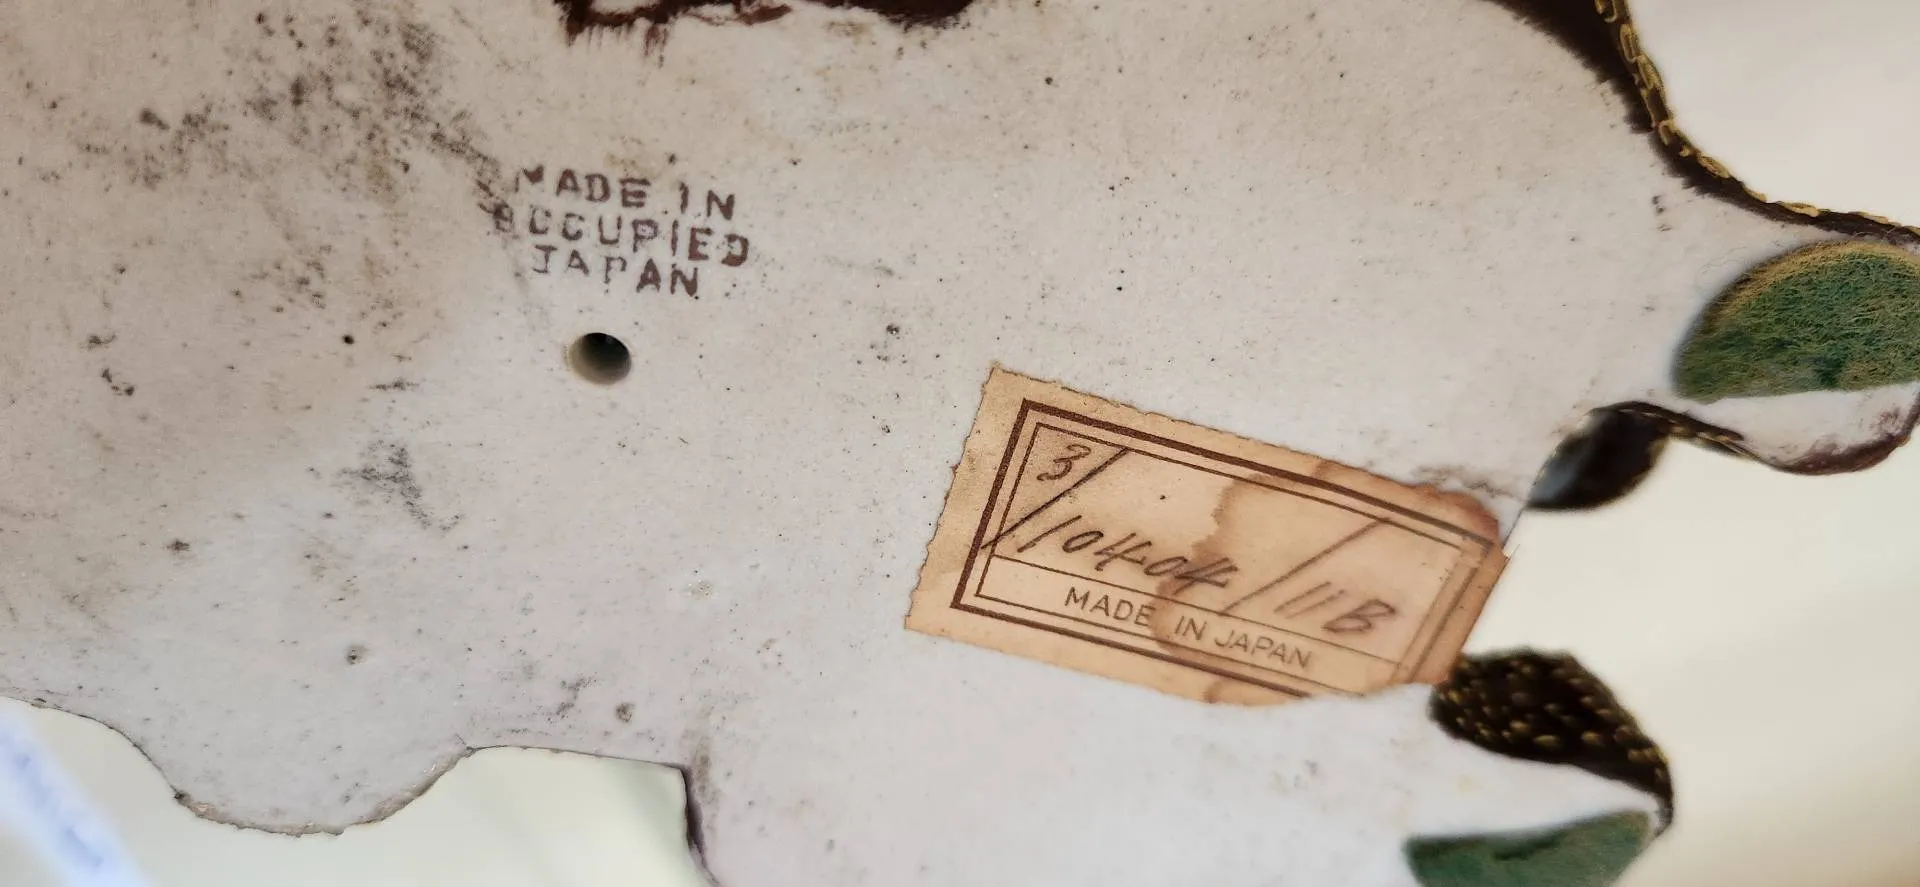 MADE IN
OCCUPIED
JAPAN
3/
10404/11B
MADE IN JAPAN